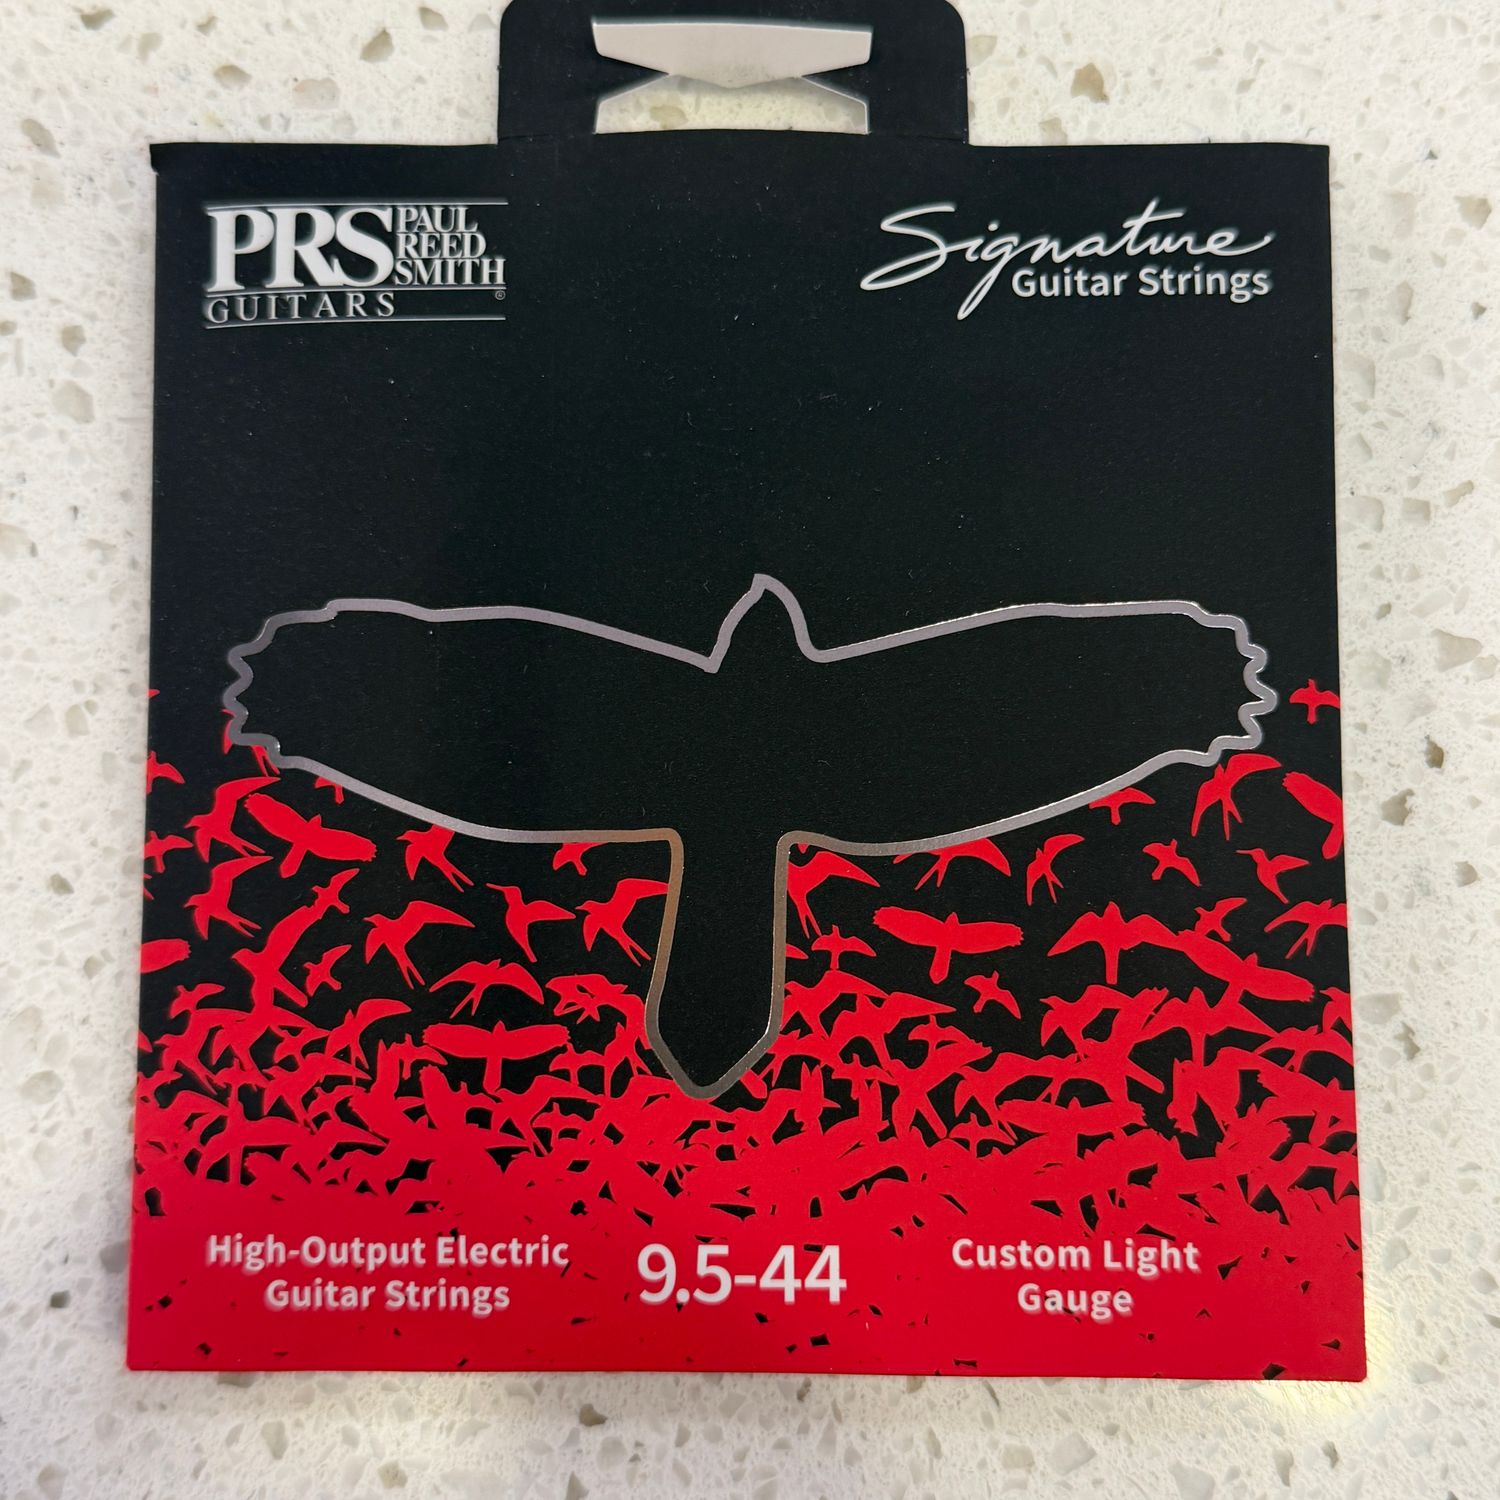 PRS PAUL
REED
SMITH
GUITARS ®
Signature
Guitar Strings
High-Output Electric
Guitar Strings
9.5-44
Custom Light
Gauge